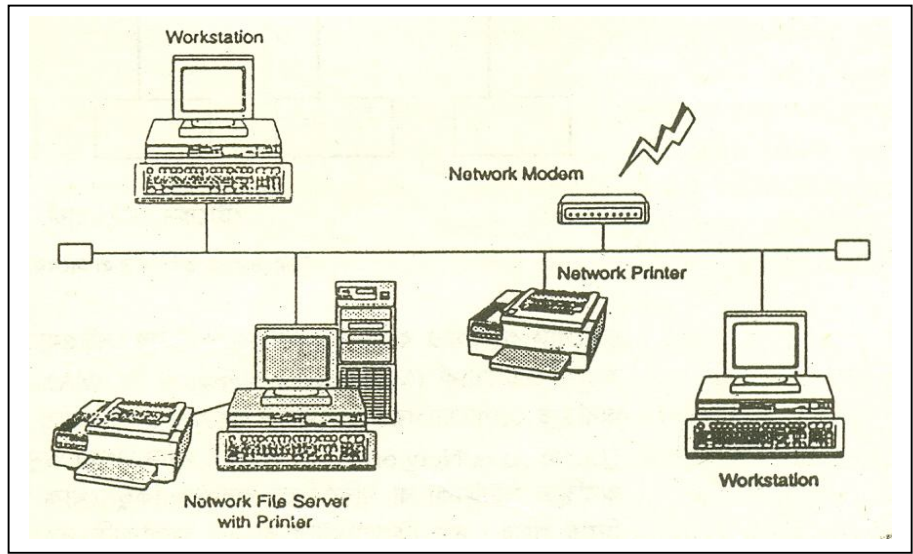 Workstation
Network Modem
Network Printer
Workstation
Network File Server
with Printer